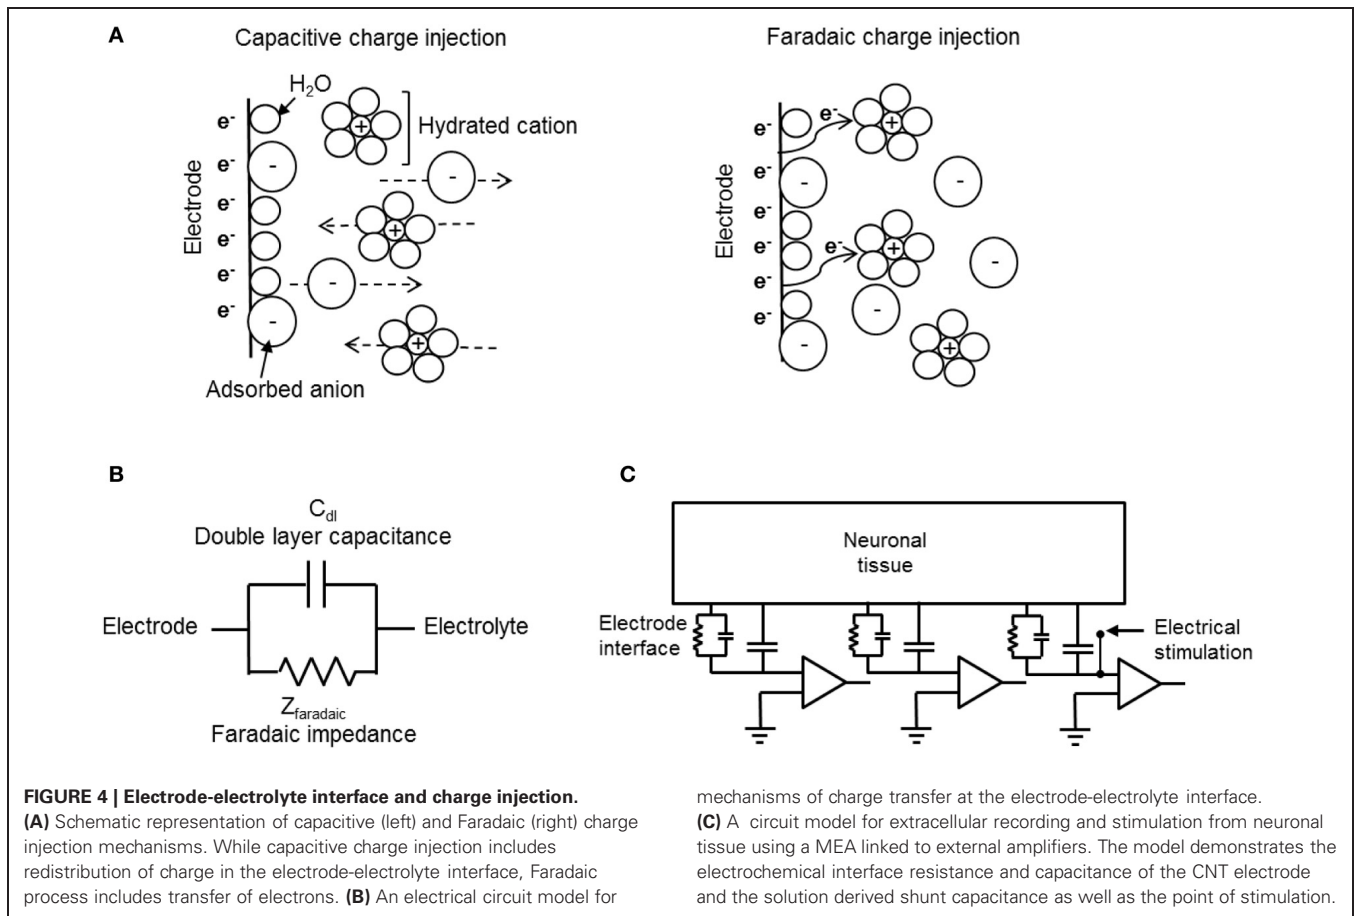 A
Capacitive charge injection
Faradaic charge injection
H2O
Hydrated cation
e-
e-
e-
e-
e-
e-
Electrode
+
-
-
+
-
-
+
Adsorbed anion
e-
e-
e-
e-
e-
e-
Electrode
e-
+
-
-
e-
+
-
-
-
+
B
Cdl
Double layer capacitance
Electrode
Electrolyte
Zfaradaic
Faradaic impedance
C
Neuronal
tissue
Electrode
interface
Electrical
stimulation
FIGURE 4 | Electrode-electrolyte interface and charge injection.
(A) Schematic representation of capacitive (left) and Faradaic (right) charge
injection mechanisms. While capacitive charge injection includes
redistribution of charge in the electrode-electrolyte interface, Faradaic
process includes transfer of electrons. (B) An electrical circuit model for
mechanisms of charge transfer at the electrode-electrolyte interface.
(C) A circuit model for extracellular recording and stimulation from neuronal
tissue using a MEA linked to external amplifiers. The model demonstrates the
electrochemical interface resistance and capacitance of the CNT electrode
and the solution derived shunt capacitance as well as the point of stimulation.